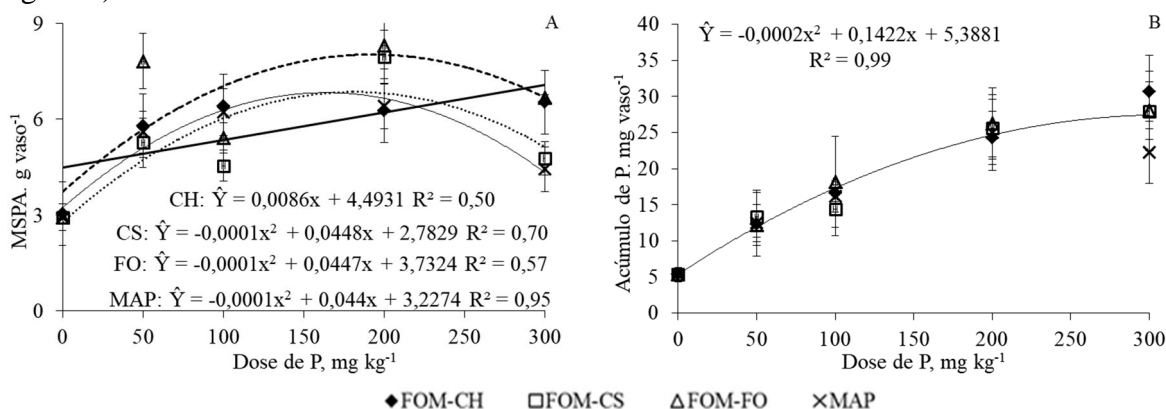 A
9
6
3
0
MSPA. g vaso⁻¹
CH: Ŷ = 0,0086x + 4,4931 R² = 0,50
CS: Ŷ = -0,0001x² + 0,0448x + 2,7829 R² = 0,70
FO: Ŷ = -0,0001x² + 0,0447x + 3,7324 R² = 0,57
MAP: Ŷ = -0,0001x² + 0,044x + 3,2274 R² = 0,95
0 50 100 150 200 250 300
Dose de P, mg kg⁻¹
B
Ŷ = -0,0002x² + 0,1422x + 5,3881
R² = 0,99
40
35
30
25
20
15
10
5
0
Acúmulo de P. mg vaso⁻¹
0 50 100 150 200 250 300
Dose de P, mg kg⁻¹
FOM-CH FOM-CS FOM-FO MAP